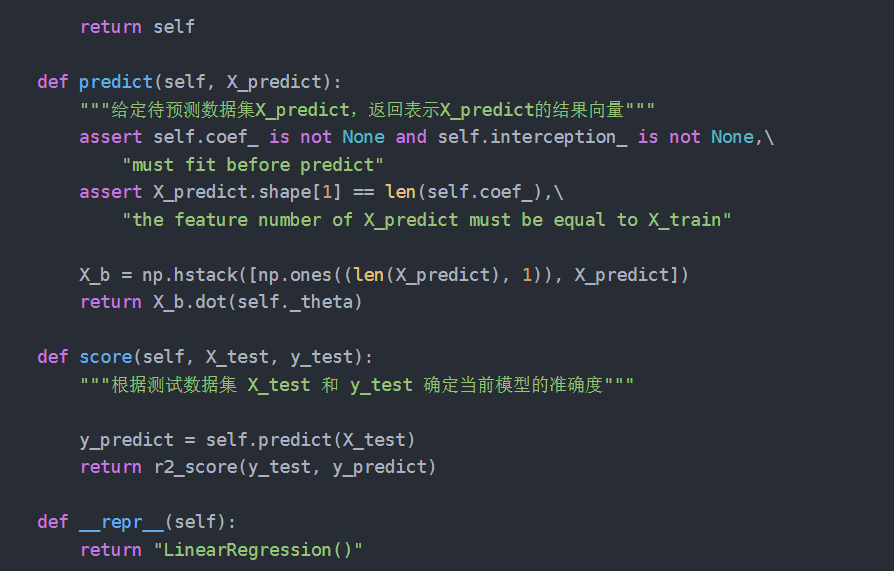 return self
def predict(self, X_predict):
"""给定待预测数据集X_predict，返回表示X_predict的结果向量"""
assert self.coef_ is not None and self.interception_ is not None,\
"must fit before predict"
assert X_predict.shape[1] == len(self.coef_),\
"the feature number of X_predict must be equal to X_train"
X_b = np.hstack([np.ones((len(X_predict), 1)), X_predict])
return X_b.dot(self._theta)
def score(self, X_test, y_test):
"""根据测试数据集 X_test 和 y_test 确定当前模型的准确度"""
y_predict = self.predict(X_test)
return r2_score(y_test, y_predict)
def __repr__(self):
return "LinearRegression()"